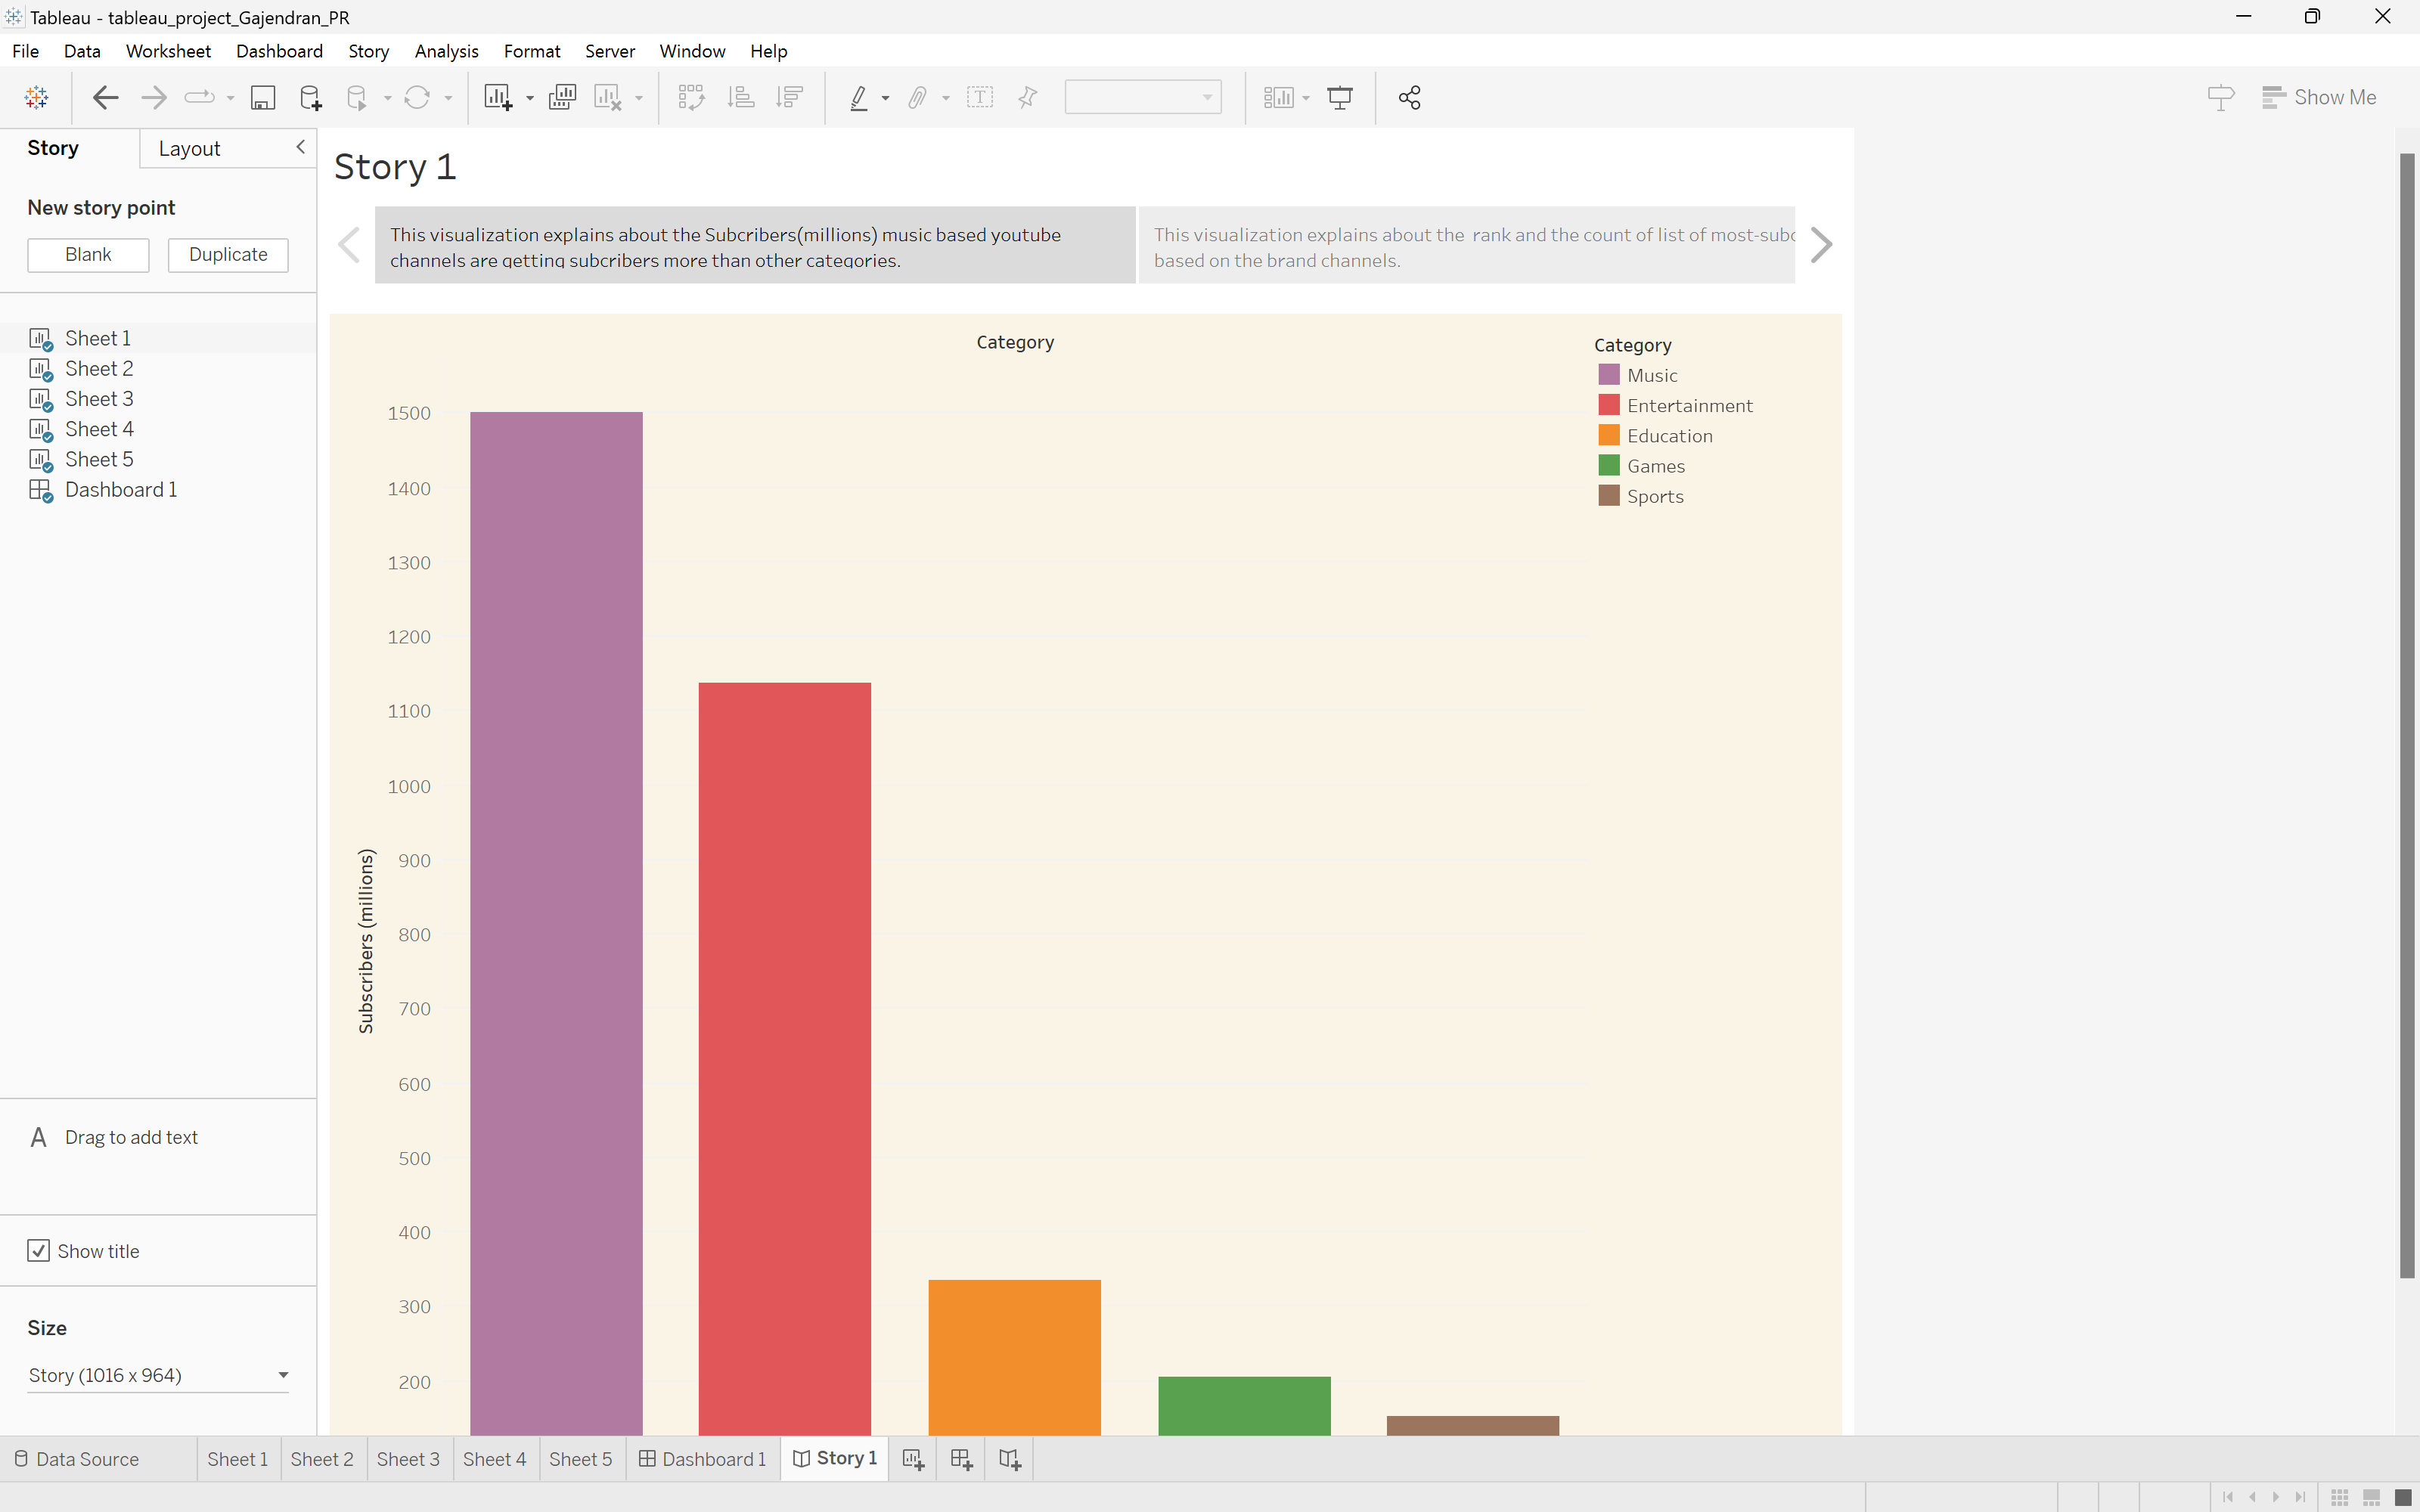 Tableau - tableau_project_Gajendran_PR
File Data Worksheet Dashboard Story Analysis Format Server Window Help
Show Me
Story Layout
New story point
Blank Duplicate
Sheet 1
Sheet 2
Sheet 3
Sheet 4
Sheet 5
Dashboard 1
Drag to add text
Show title
Size
Story (1016 x 964)
Story 1
This visualization explains about the Subcribers(millions) music based youtube
channels are getting subcribers more than other categories.
This visualization explains about the rank and the count of list of most-subc
based on the brand channels.
Category
Subscribers (millions)
1500
1400
1300
1200
1100
1000
900
800
700
600
500
400
300
200
Category
Music
Entertainment
Education
Games
Sports
Data Source Sheet 1 Sheet 2 Sheet 3 Sheet 4 Sheet 5 Dashboard 1 Story 1